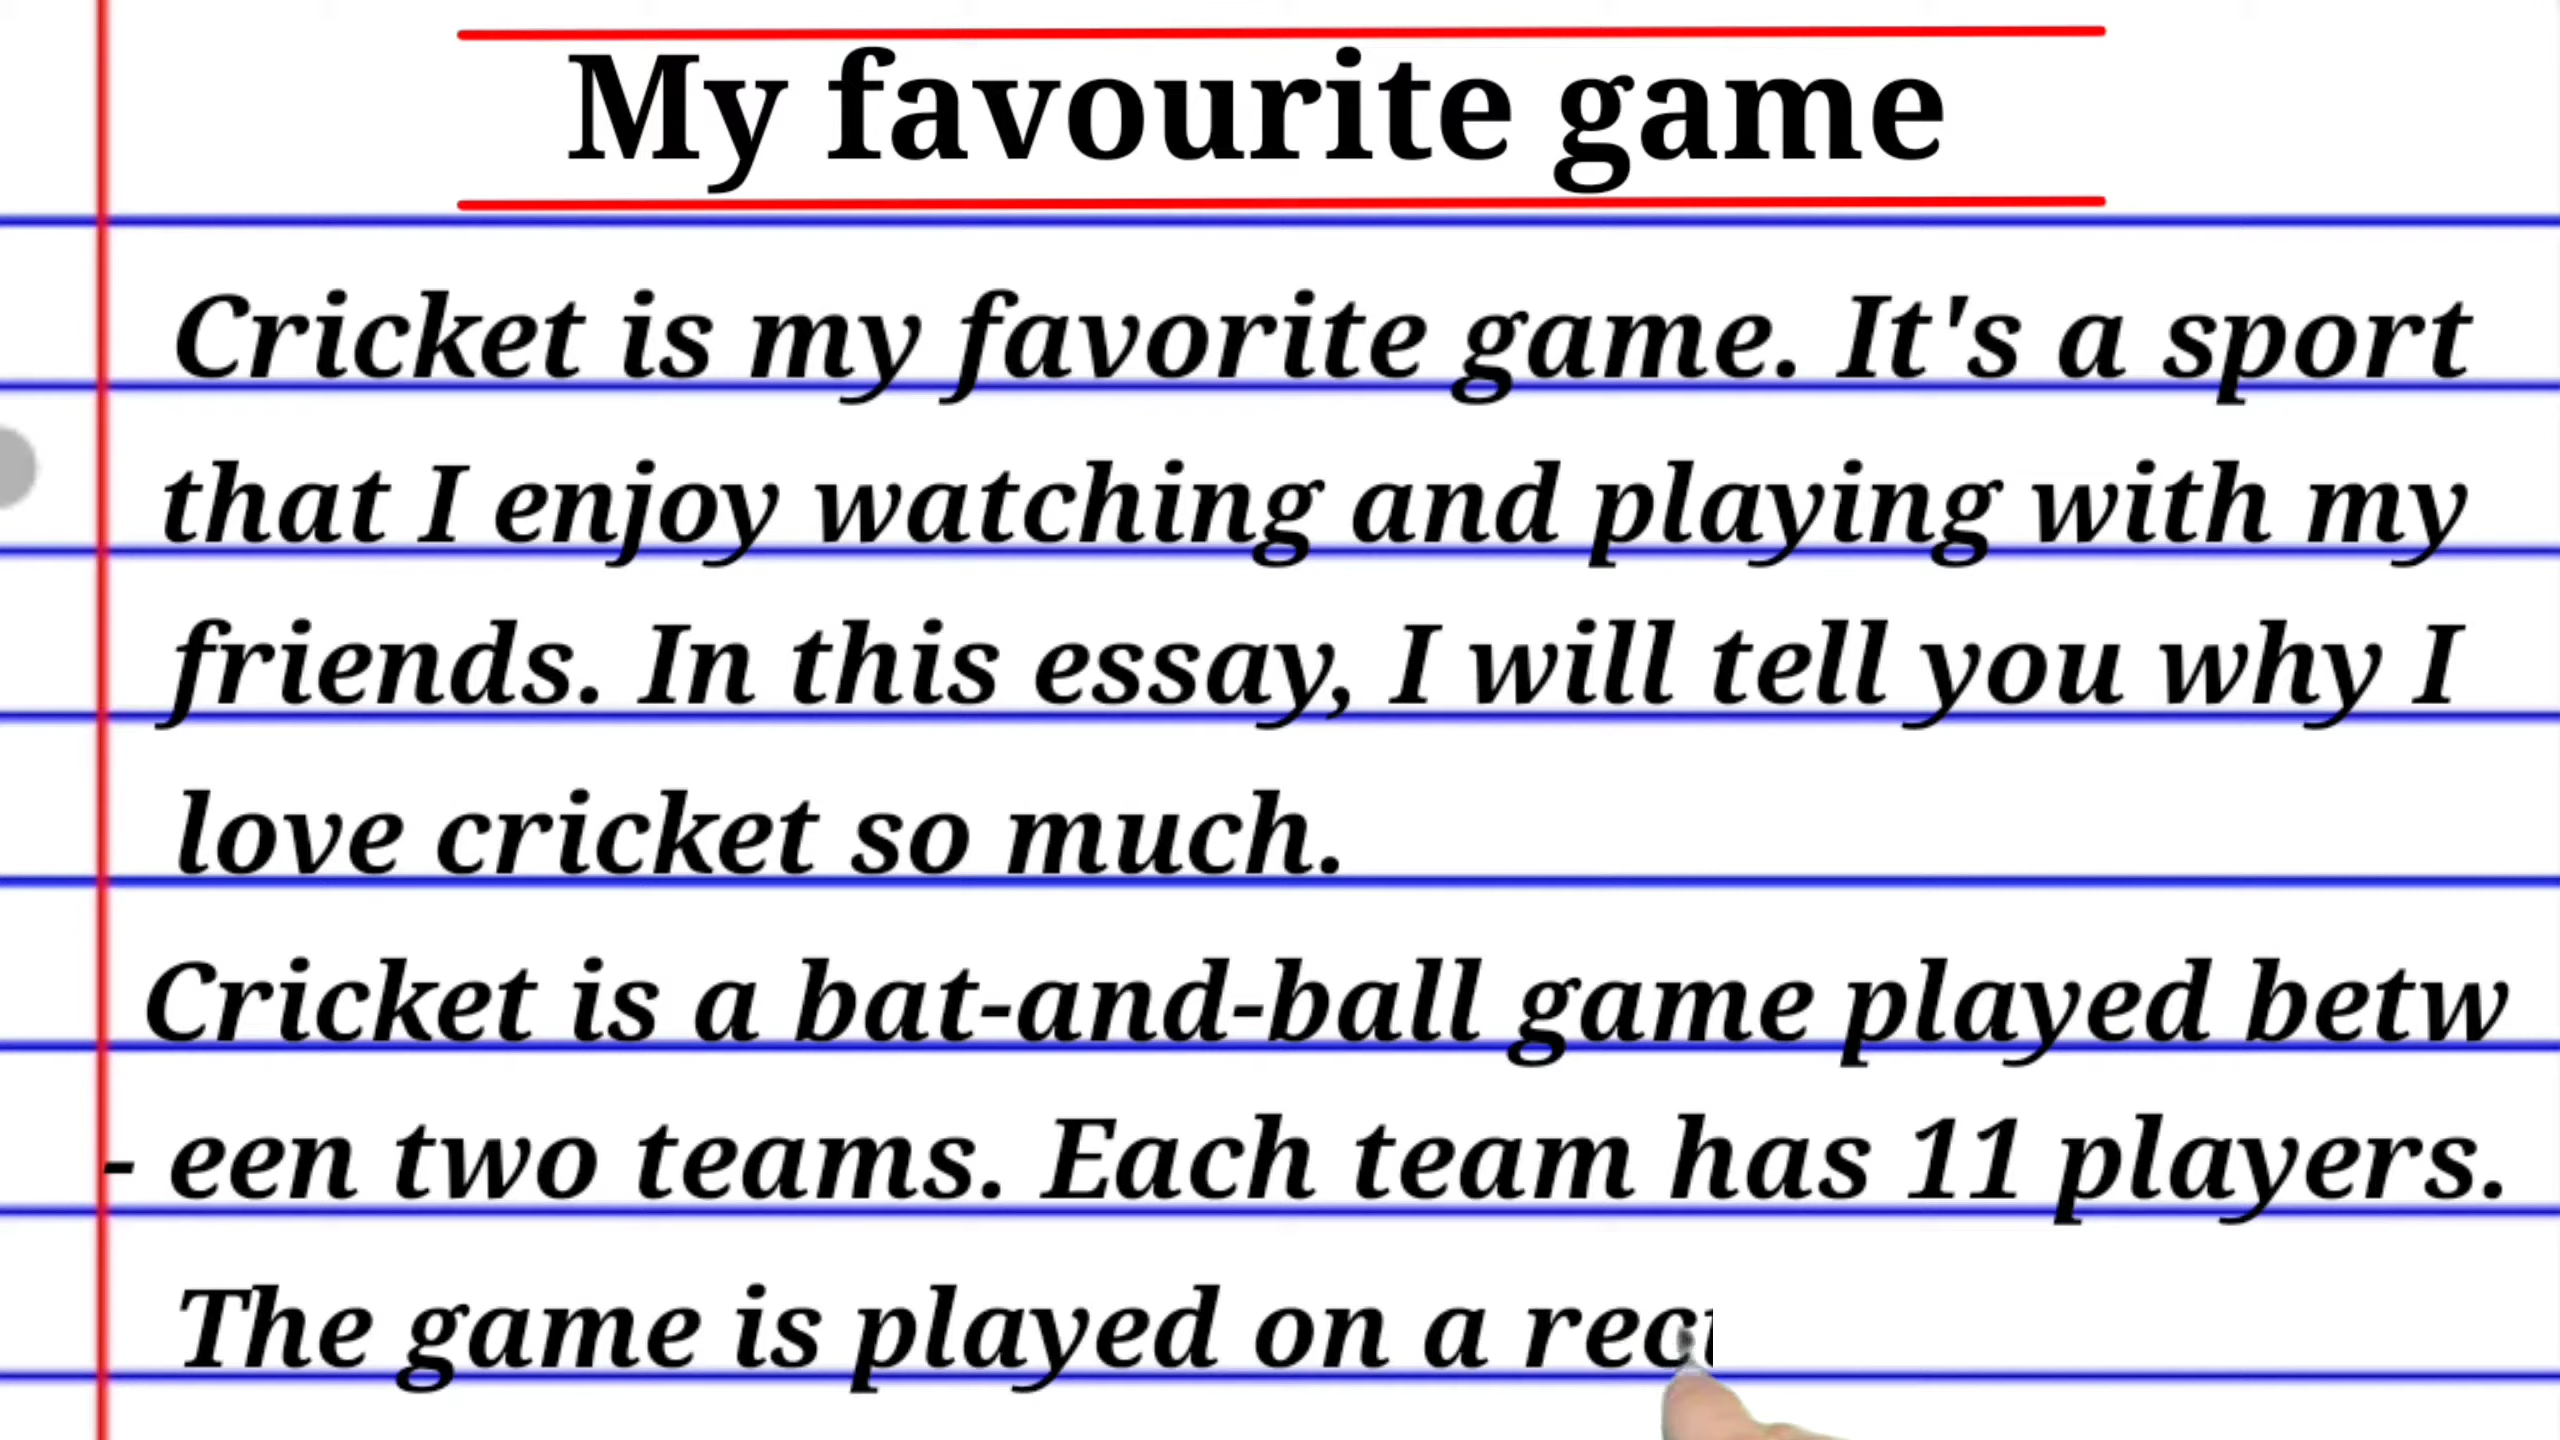 My favourite game
Cricket is my favorite game. It's a sport
that I enjoy watching and playing with my
friends. In this essay, I will tell you why I
love cricket so much.
Cricket is a bat-and-ball game played betw
- een two teams. Each team has 11 players.
The game is played on a